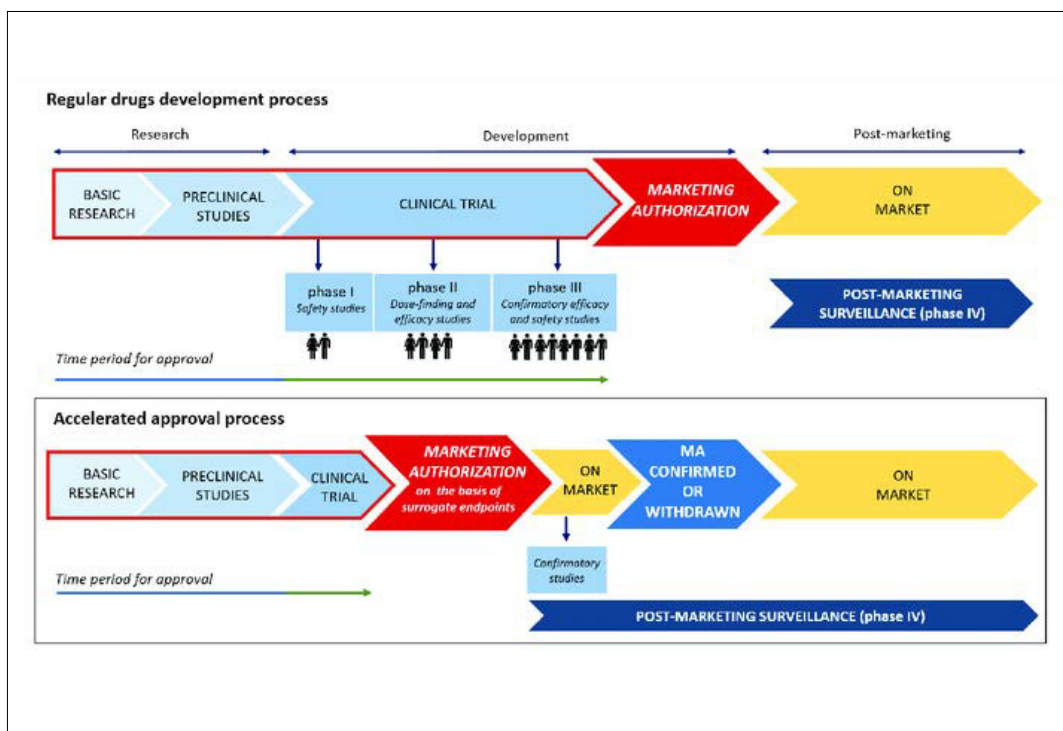 Regular drugs development process
Research
Development
Post-marketing
BASIC
RESEARCH
PRECLINICAL
STUDIES
CLINICAL TRIAL
MARKETING
AUTHORIZATION
ON
MARKET
phase I
Safety studies
phase II
Dose-finding and
efficacy studies
phase III
Confirmatory efficacy
and safety studies
POST-MARKETING
SURVEILLANCE (phase IV)
Time period for approval
Accelerated approval process
BASIC
RESEARCH
PRECLINICAL
STUDIES
CLINICAL
TRIAL
MARKETING
AUTHORIZATION
on the basis of
surrogate endpoints
ON
MARKET
MA
CONFIRMED
OR
WITHDRAWN
ON
MARKET
Confirmatory
studies
Time period for approval
POST-MARKETING SURVEILLANCE (phase IV)